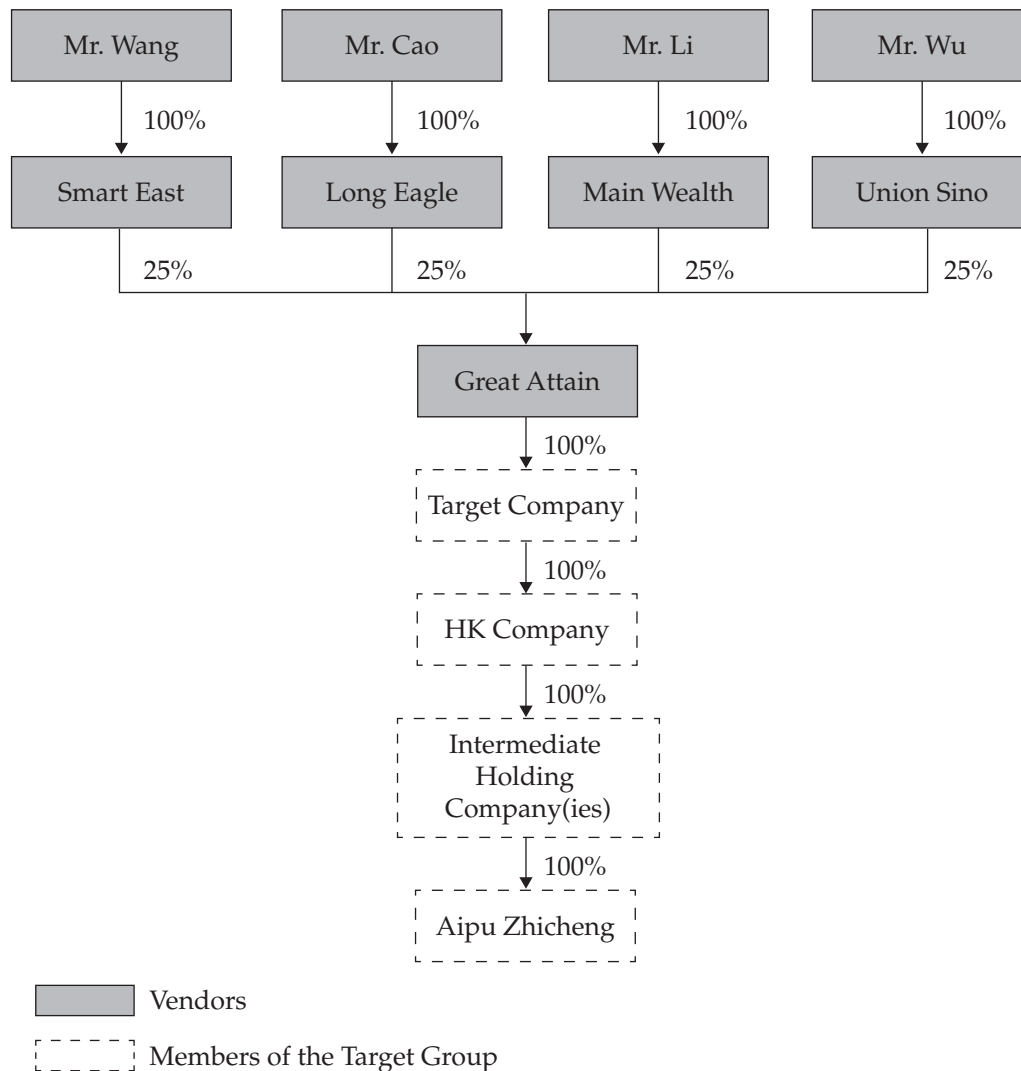 Mr. Wang
Mr. Cao
Mr. Li
Mr. Wu
100%
100%
100%
100%
Smart East
Long Eagle
Main Wealth
Union Sino
25%
25%
25%
25%
Great Attain
100%
Target Company
100%
HK Company
100%
Intermediate
Holding
Company(ies)
100%
Aipu Zhicheng
Vendors
Members of the Target Group